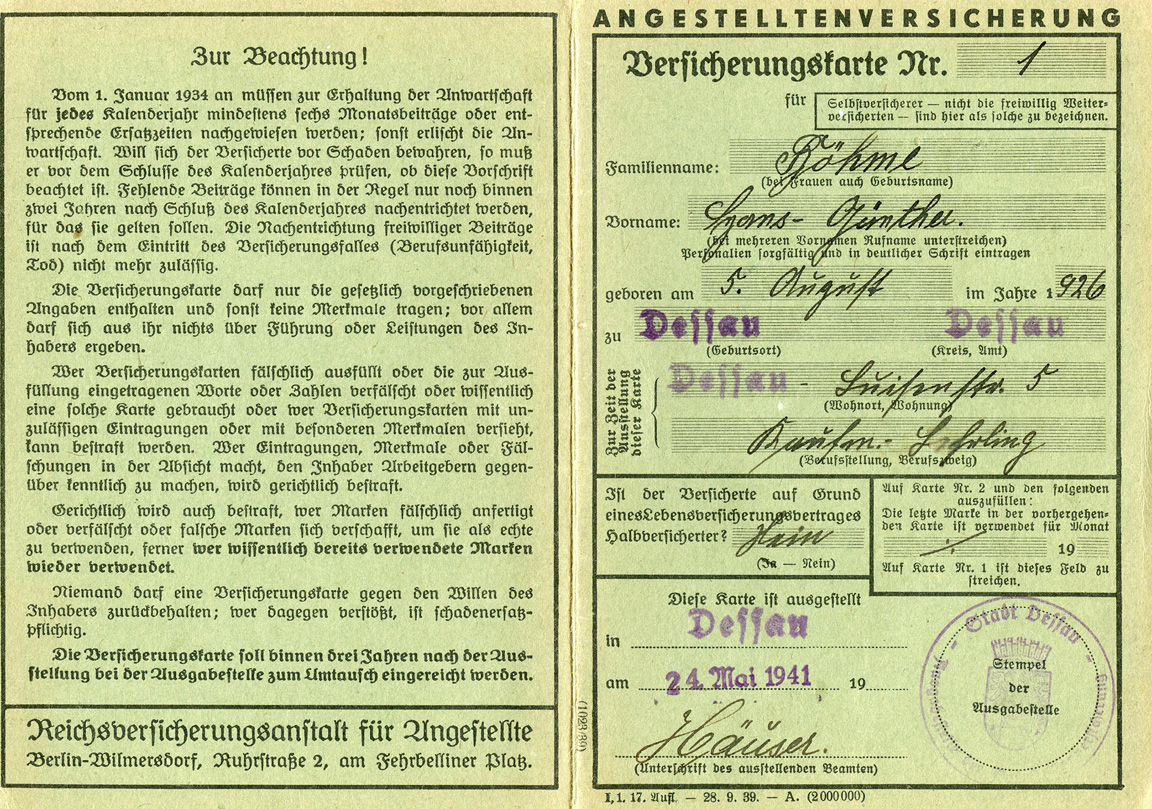 Zur Beachtung!
Vom 1. Januar 1934 an müssen zur Erhaltung der Anwartschaft
für jedes Kalenderjahr mindestens sechs Monatsbeiträge oder ent-
sprechende Ersatzzeiten nachgewiesen werden; sonst erlischt die An-
wartschaft. Will sich der Versicherte vor Schaden bewahren, so muß
er vor dem Schlusse des Kalenderjahres prüfen, ob diese Vorschrift
beachtet ist. Fehlende Beiträge können in der Regel nur noch binnen
zwei Jahren nach Schluß des Kalenderjahres nachentrichtet werden,
für das sie gelten sollen. Die Nachentrichtung freiwilliger Beiträge
ist nach dem Eintritt des Versicherungsfalles (Berufsunfähigkeit,
Tod) nicht mehr zulässig.
Die Versicherungskarte darf nur die gesetzlich vorgeschriebenen
Angaben enthalten und sonst keine Merkmale tragen; vor allem
darf sich aus ihr nichts über Führung oder Leistungen des In-
habers ergeben.
Wer Versicherungskarten fälschlich ausfüllt oder die zur Aus-
füllung eingetragenen Worte oder Zahlen verfälscht oder wissentlich
eine solche Karte gebraucht oder wer Versicherungskarten mit un-
zulässigen Eintragungen oder mit besonderen Merkmalen versieht,
kann bestraft werden. Wer Eintragungen, Merkmale oder Fäl-
schungen in der Absicht macht, den Inhaber Arbeitgebern gegen-
über kenntlich zu machen, wird gerichtlich bestraft.
Gerichtlich wird auch bestraft, wer Marken fälschlich anfertigt
oder verfälscht oder falsche Marken sich verschafft, um sie als echte
zu verwenden, ferner wer wissentlich bereits verwendete Marken
wieder verwendet.
Niemand darf eine Versicherungskarte gegen den Willen des
Inhabers zurückbehalten; wer dagegen verstößt, ist schadenersatz-
pflichtig.
Die Versicherungskarte soll binnen drei Jahren nach der Aus-
stellung bei der Ausgabestelle zum Umtausch eingereicht werden.
Reichsversicherungsanstalt für Angestellte
Berlin-Wilmersdorf, Ruhrstraße 2, am Fehrbelliner Platz.
(1098/39)
ANGESTELLTENVERSICHERUNG
Versicherungskarte Nr. 1
für
Selbstversicherer — nicht die freiwillig Weiter-
versicherten — sind hier als solche zu bezeichnen.
Familienname: Böhme
(bei Frauen auch Geburtsname)
Vorname: Hans-Günther.
(bei mehreren Vornamen Rufname unterstreichen)
Personalien sorgfältig und in deutlicher Schrift eintragen
geboren am 5. August im Jahre 1926
zu Dessau Dessau
(Geburtsort) (Kreis, Amt)
Zur Zeit der
Ausstellung
dieser Karte
Dessau - Luisenstr. 5
(Wohnort, Wohnung)
Kaufm.- Lehrling
(Berufsstellung, Berufszweig)
Ist der Versicherte auf Grund
eines Lebensversicherungsvertrages
Halbversicherter? Nein
(Ja — Nein)
Auf Karte Nr. 2 und den folgenden
auszufüllen:
Die letzte Marke in der vorhergehen-
den Karte ist verwendet für Monat
19
Auf Karte Nr. 1 ist dieses Feld zu
streichen.
Diese Karte ist ausgestellt
in Dessau
am 24. Mai 1941 19
Häuser.
(Unterschrift des ausstellenden Beamten)
Stadt Dessau
Stempel
der
Ausgabestelle
I, 1. 17. Aufl. — 28. 9. 39. — A. (2000000)